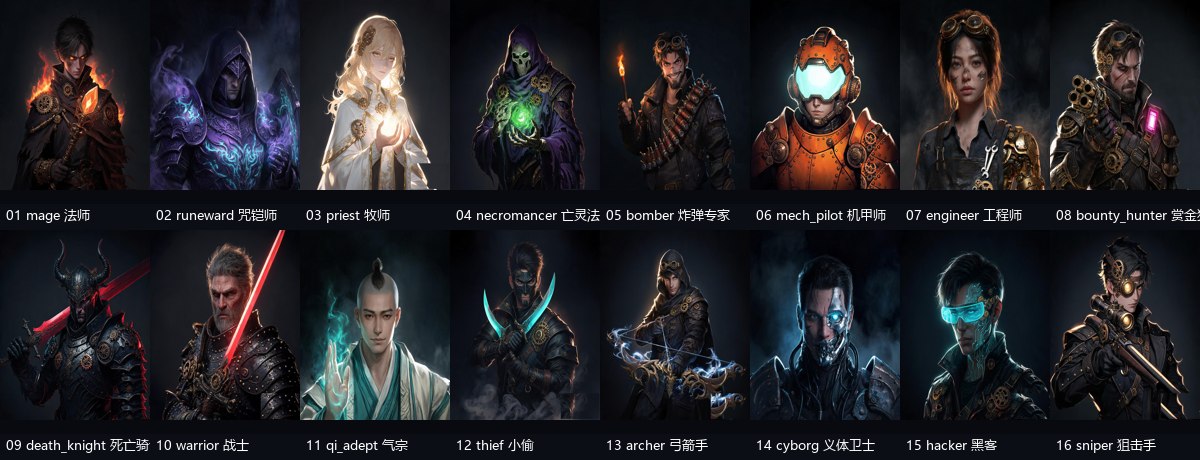 01 mage 法师
02 runeward 咒铠师
03 priest 牧师
04 necromancer 亡灵法
05 bomber 炸弹专家
06 mech_pilot 机甲师
07 engineer 工程师
08 bounty_hunter 赏金
09 death_knight 死亡骑
10 warrior 战士
11 qi_adept 气宗
12 thief 小偷
13 archer 弓箭手
14 cyborg 义体卫士
15 hacker 黑客
16 sniper 狙击手